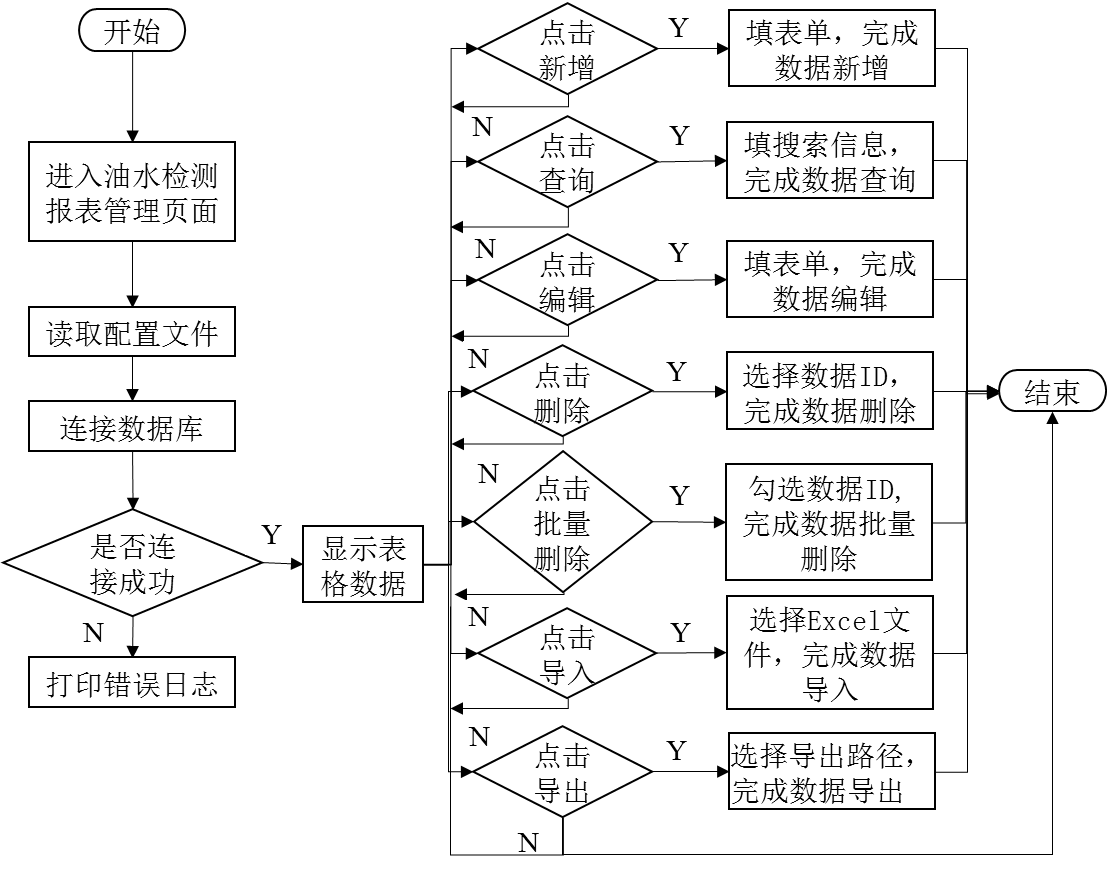 开始
进入油水检测
报表管理页面
读取配置文件
连接数据库
是否连
接成功
Y
N
打印错误日志
显示表
格数据
点击
新增
Y
填表单，完成
数据新增
N
点击
查询
Y
填搜索信息，
完成数据查询
N
点击
编辑
Y
填表单，完成
数据编辑
N
点击
删除
Y
选择数据ID，
完成数据删除
N
点击
批量
删除
Y
勾选数据ID,
完成数据批量
删除
N
点击
导入
Y
选择Excel文
件，完成数据
导入
N
点击
导出
Y
选择导出路径，
完成数据导出
N
结束